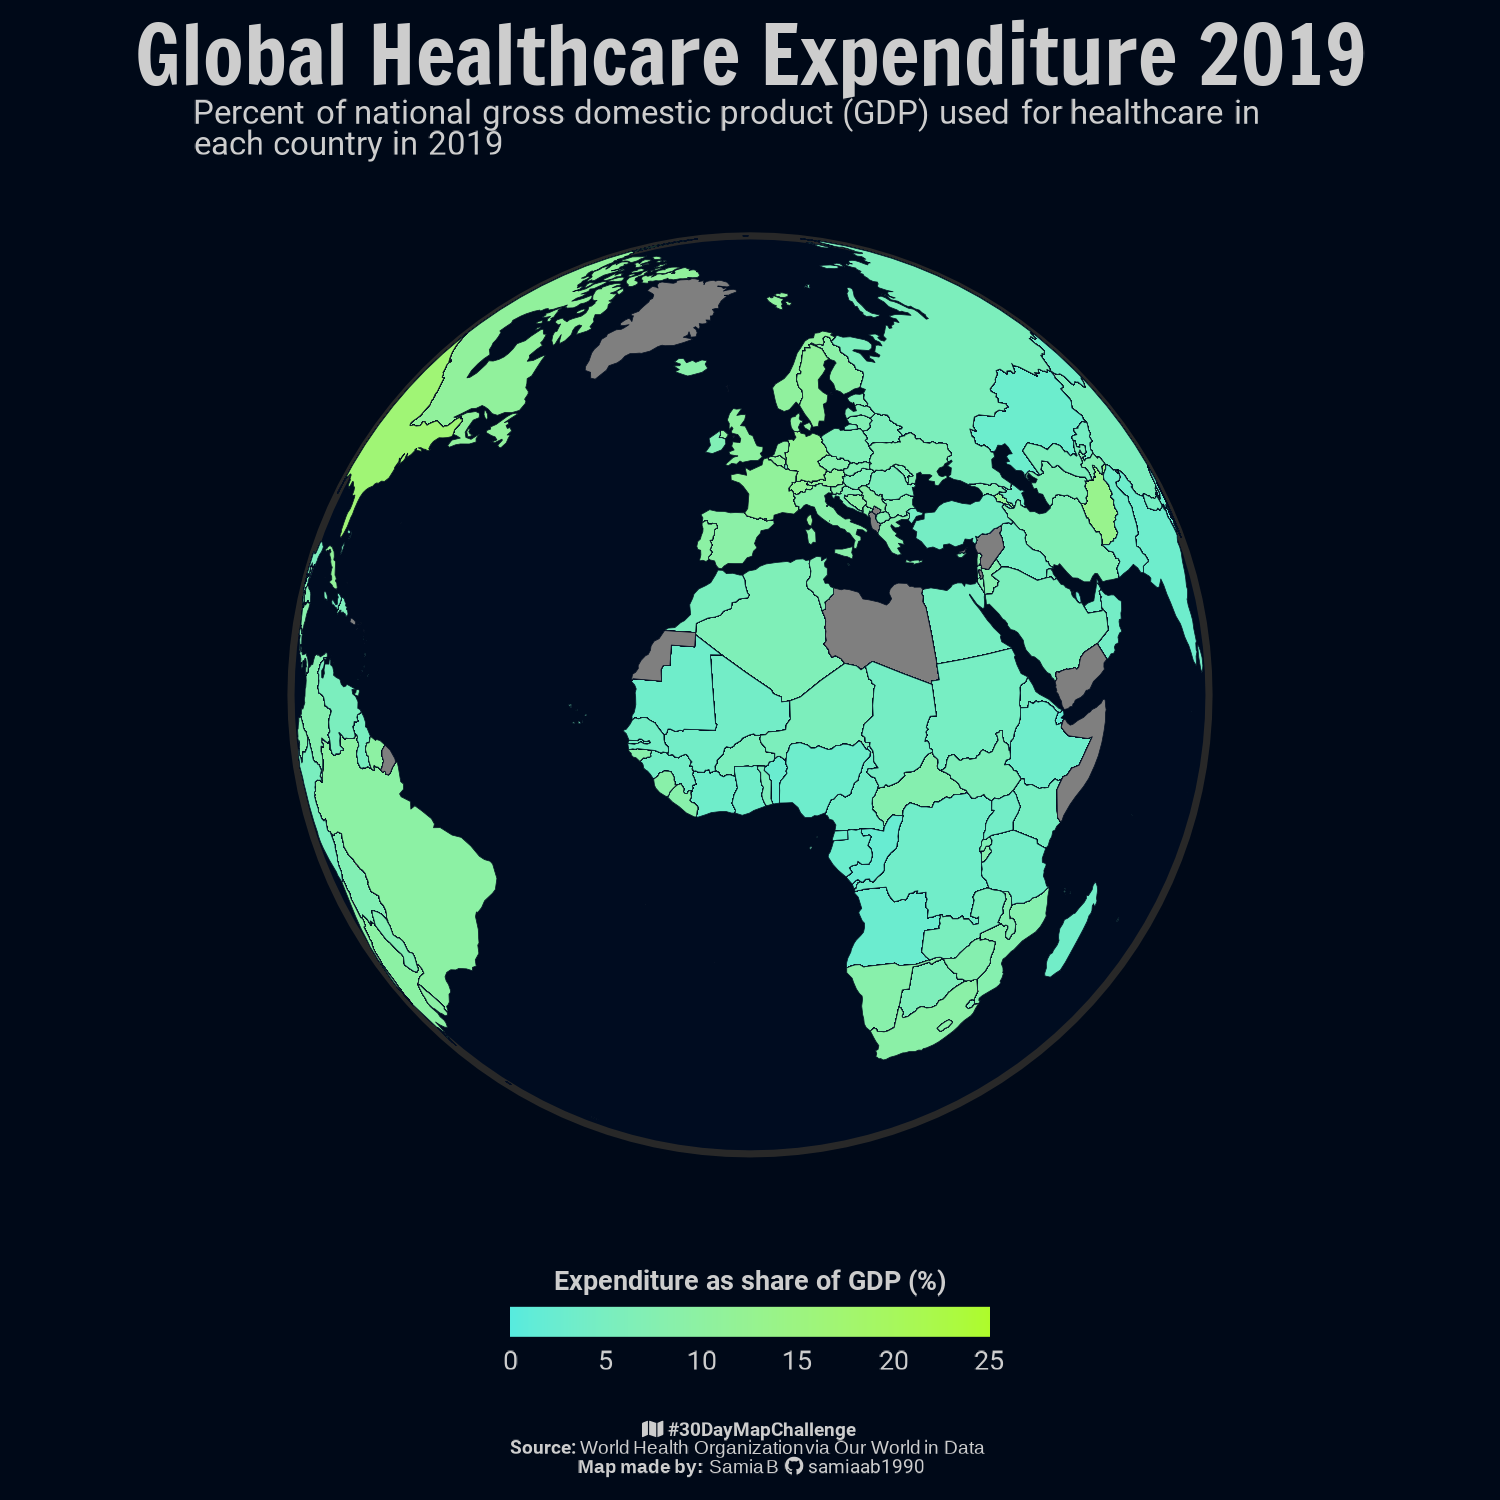 Global Healthcare Expenditure 2019
Percent of national gross domestic product (GDP) used for healthcare in
each country in 2019
Expenditure as share of GDP (%)
0 5 10 15 20 25
#30DayMapChallenge
Source: World Health Organization via Our World in Data
Map made by: Samia B samiaab1990